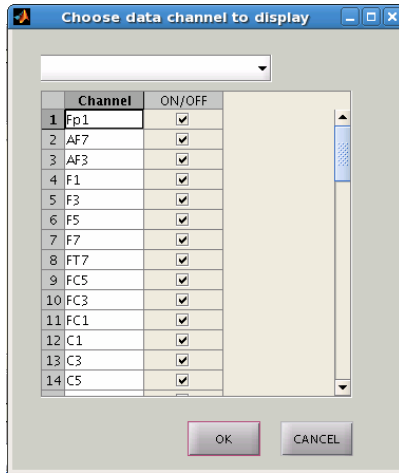 Choose data channel to display
Channel ON/OFF
1 Fp1
2 AF7
3 AF3
4 F1
5 F3
6 F5
7 F7
8 FT7
9 FC5
10 FC3
11 FC1
12 C1
13 C3
14 C5
OK CANCEL